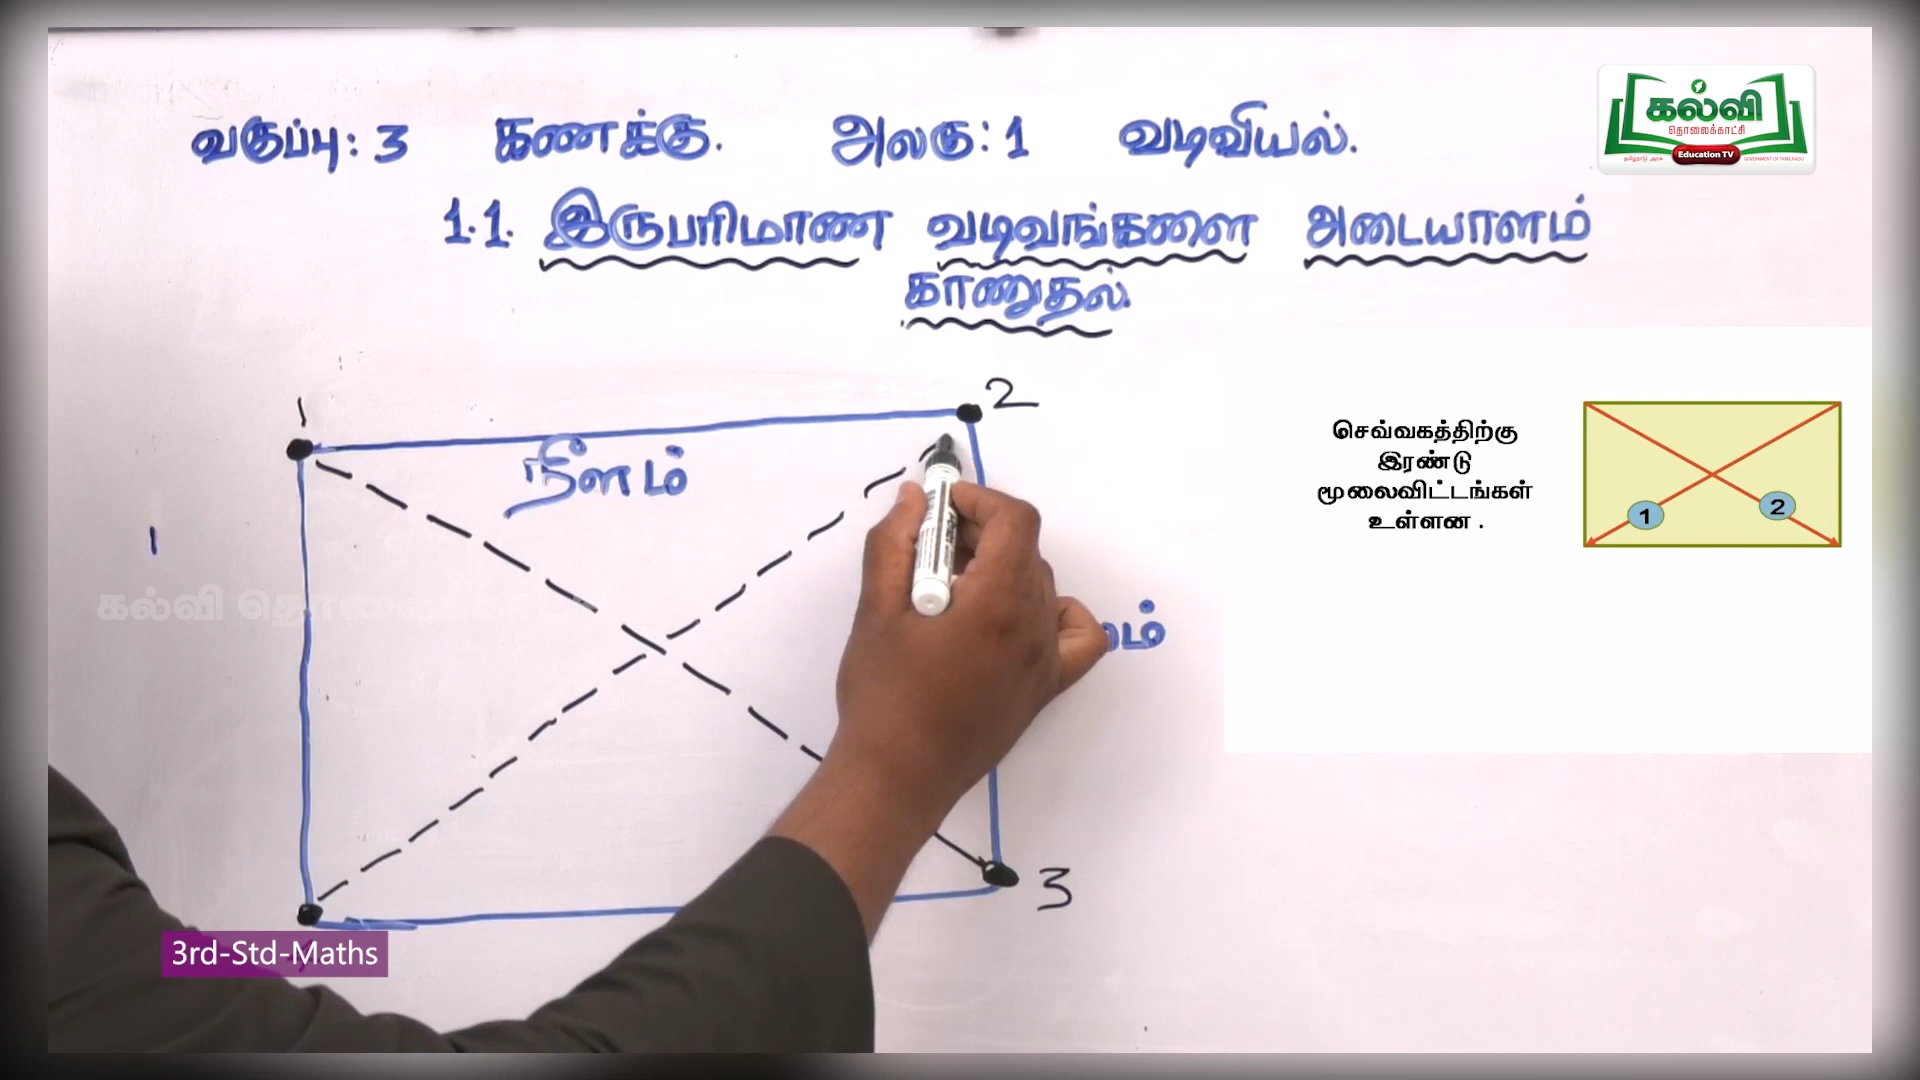 வகுப்பு: 3 கணக்கு. அலகு: 1 வடிவியல்.
1.1. இருபரிமாண வடிவங்களை அடையாளம்
காணுதல்.
கல்வி
தொலைக்காட்சி
Education TV
1
2
நீளம்
3
செவ்வகத்திற்கு
இரண்டு
மூலைவிட்டங்கள்
உள்ளன .
1
2
3rd-Std-Maths